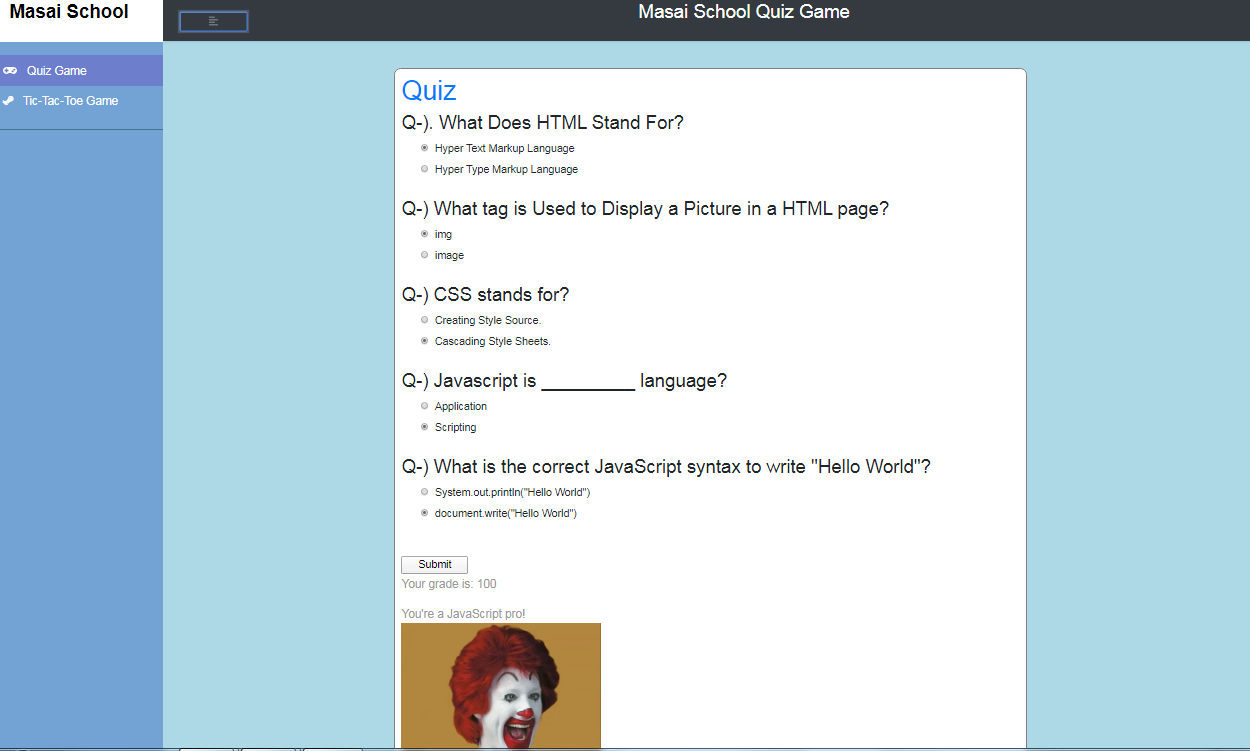 Masai School
Masai School Quiz Game
Quiz Game
Tic-Tac-Toe Game
Quiz
Q-). What Does HTML Stand For?
Hyper Text Markup Language
Hyper Type Markup Language
Q-) What tag is Used to Display a Picture in a HTML page?
img
image
Q-) CSS stands for?
Creating Style Source.
Cascading Style Sheets.
Q-) Javascript is _________ language?
Application
Scripting
Q-) What is the correct JavaScript syntax to write "Hello World"?
System.out.println("Hello World")
document.write("Hello World")
Submit
Your grade is: 100
You're a JavaScript pro!